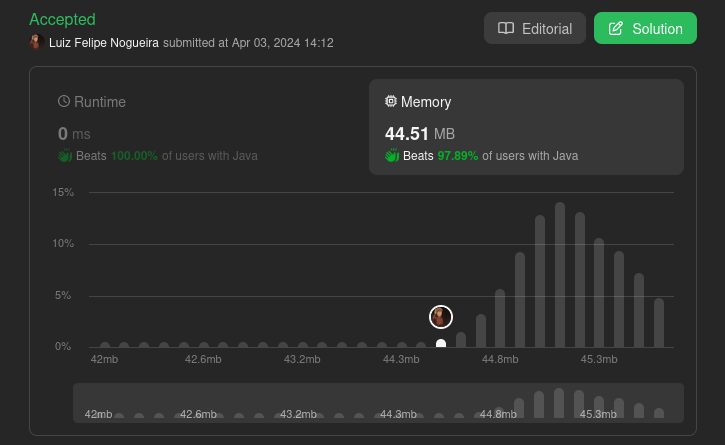 Accepted
Luiz Felipe Nogueira submitted at Apr 03, 2024 14:12
Editorial
Solution
Runtime
0 ms
Beats 100.00% of users with Java
Memory
44.51 MB
Beats 97.89% of users with Java
15%
10%
5%
0%
42mb 42.6mb 43.2mb 44.3mb 44.8mb 45.3mb
42mb 42.6mb 43.2mb 44.3mb 44.8mb 45.3mb